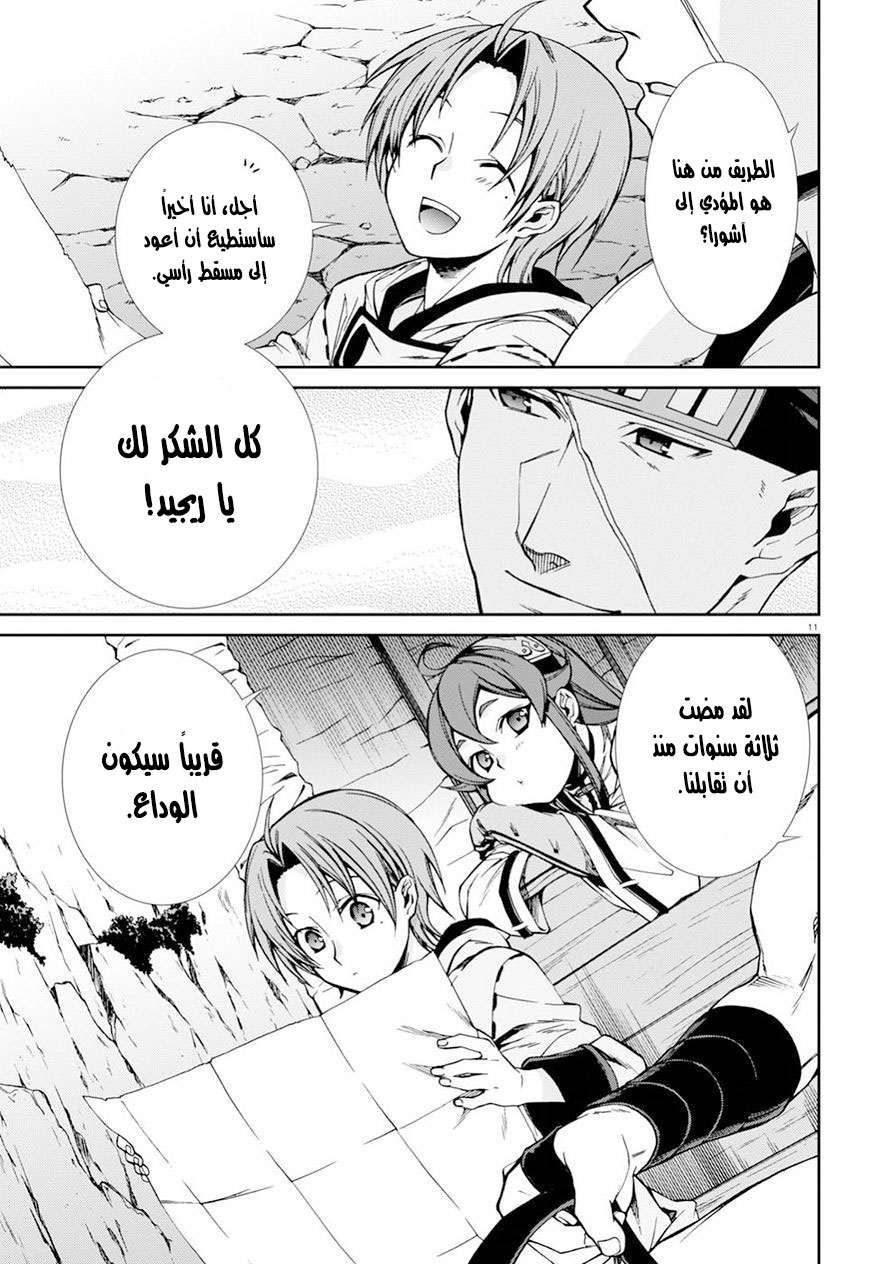 الطريق من هنا
هو المؤدي إلى
أشورا؟
أجل، أنا أخيراً
سأستطيع أن أعود
إلى مسقط رأسي.
كل الشكر لك
يا ريجيد!
11
لقد مضت
ثلاثة سنوات منذ
أن تقابلنا.
قريباً سيكون
الوداع.